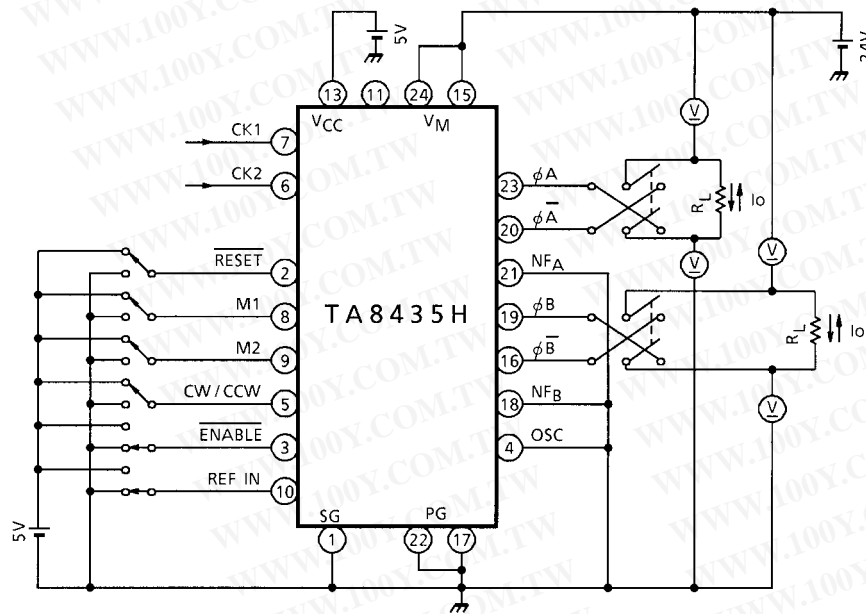 5V
24V
13
11
24
15
VCC
VM
CK1
7
CK2
6
RESET
2
M1
8
M2
9
CW / CCW
5
ENABLE
3
REF IN
10
TA8435H
23
φA
20
φA̅
21
NFA
19
φB
16
φB̅
18
NFB
4
OSC
V
RL
Io
V
V
RL
Io
V
SG
PG
1
22
17
5V
WWW.100Y.COM.TW